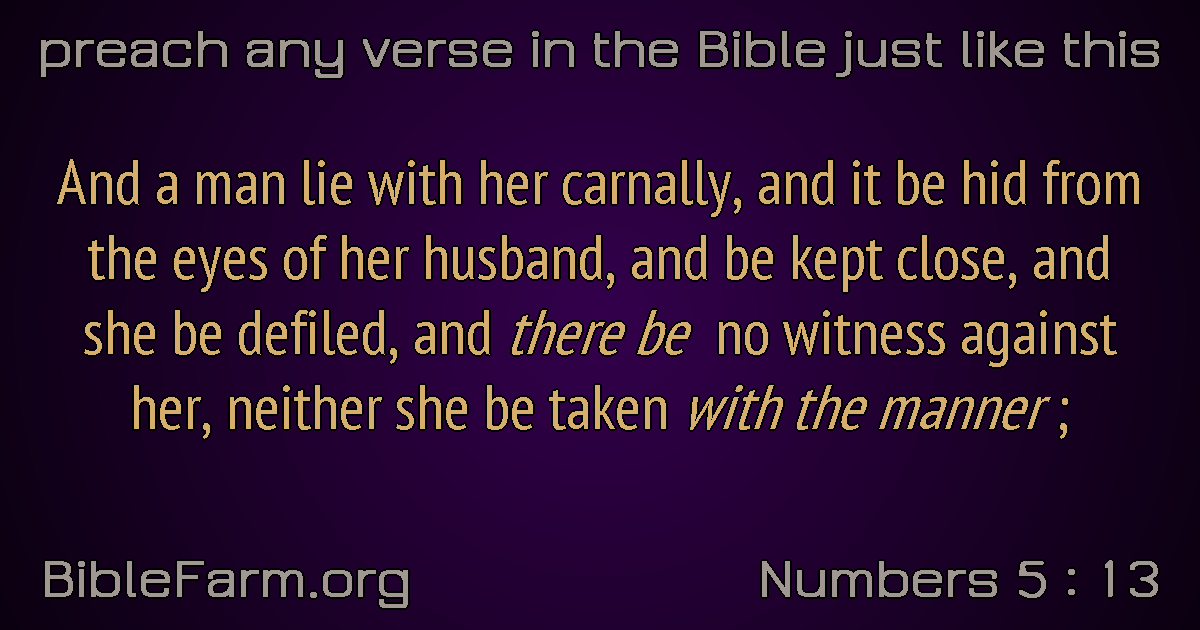 preach any verse in the Bible just like this
And a man lie with her carnally, and it be hid from
the eyes of her husband, and be kept close, and
she be defiled, and there be no witness against
her, neither she be taken with the manner ;
BibleFarm.org
Numbers 5 : 13